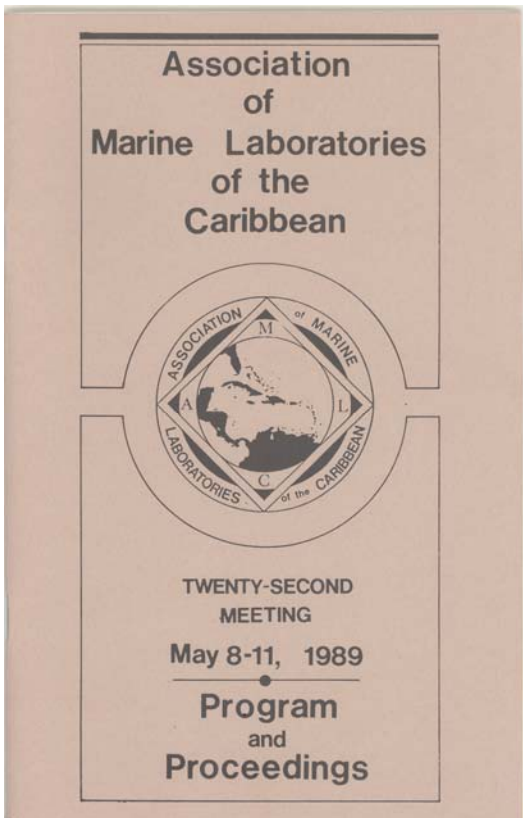 Association
of
Marine Laboratories
of the
Caribbean
ASSOCIATION of MARINE
LABORATORIES of the CARIBBEAN
M
A L
C
TWENTY-SECOND
MEETING
May 8-11, 1989
Program
and
Proceedings